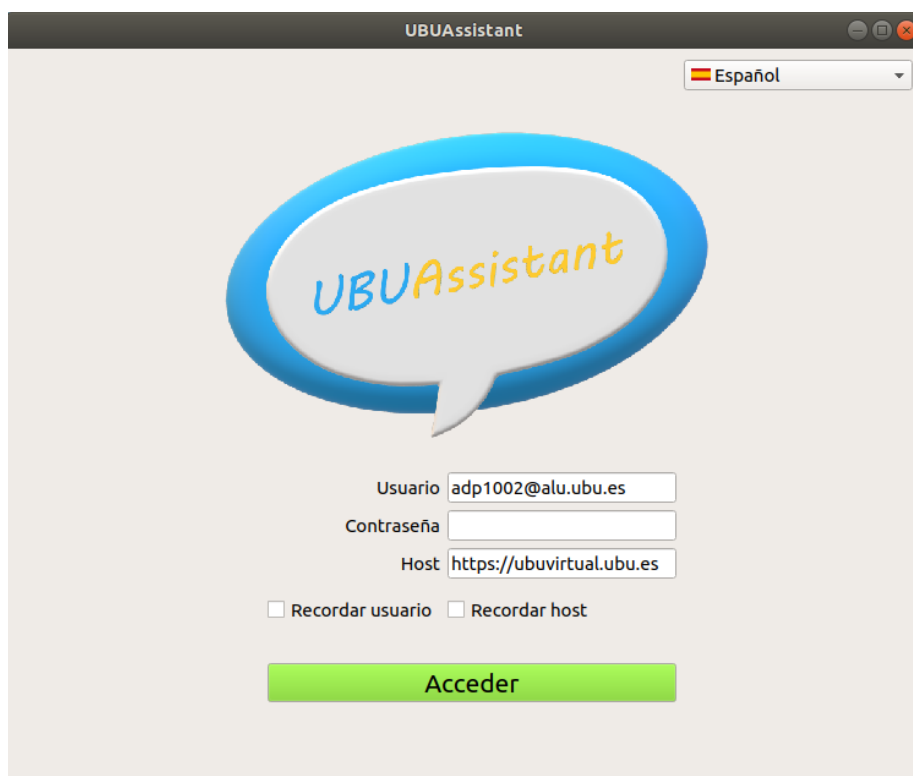 UBUAssistant
Español
UBUAssistant
Usuario adp1002@alu.ubu.es
Contraseña
Host https://ubuvirtual.ubu.es
Recordar usuario Recordar host
Acceder